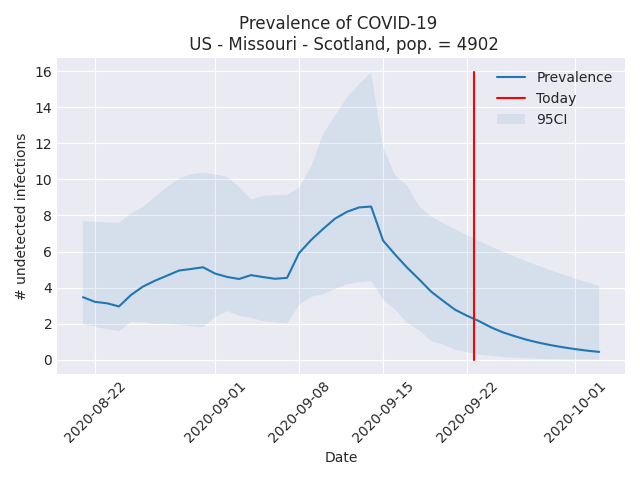 Prevalence of COVID-19
US - Missouri - Scotland, pop. = 4902
16
14
12
10
8
6
4
2
0
# undetected infections
Prevalence
Today
95CI
2020-08-22
2020-09-01
2020-09-08
2020-09-15
2020-09-22
2020-10-01
Date